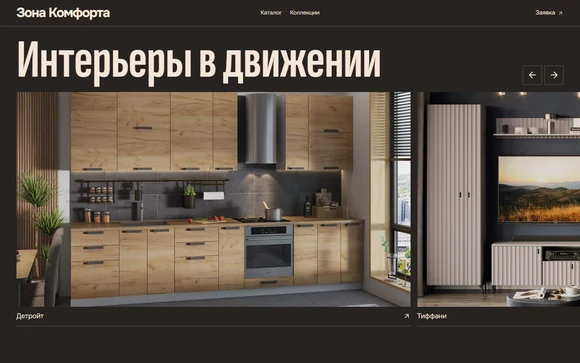 Зона Комфорта
Каталог Коллекции
Заявка
Интерьеры в движении
Детройт
Тиффани